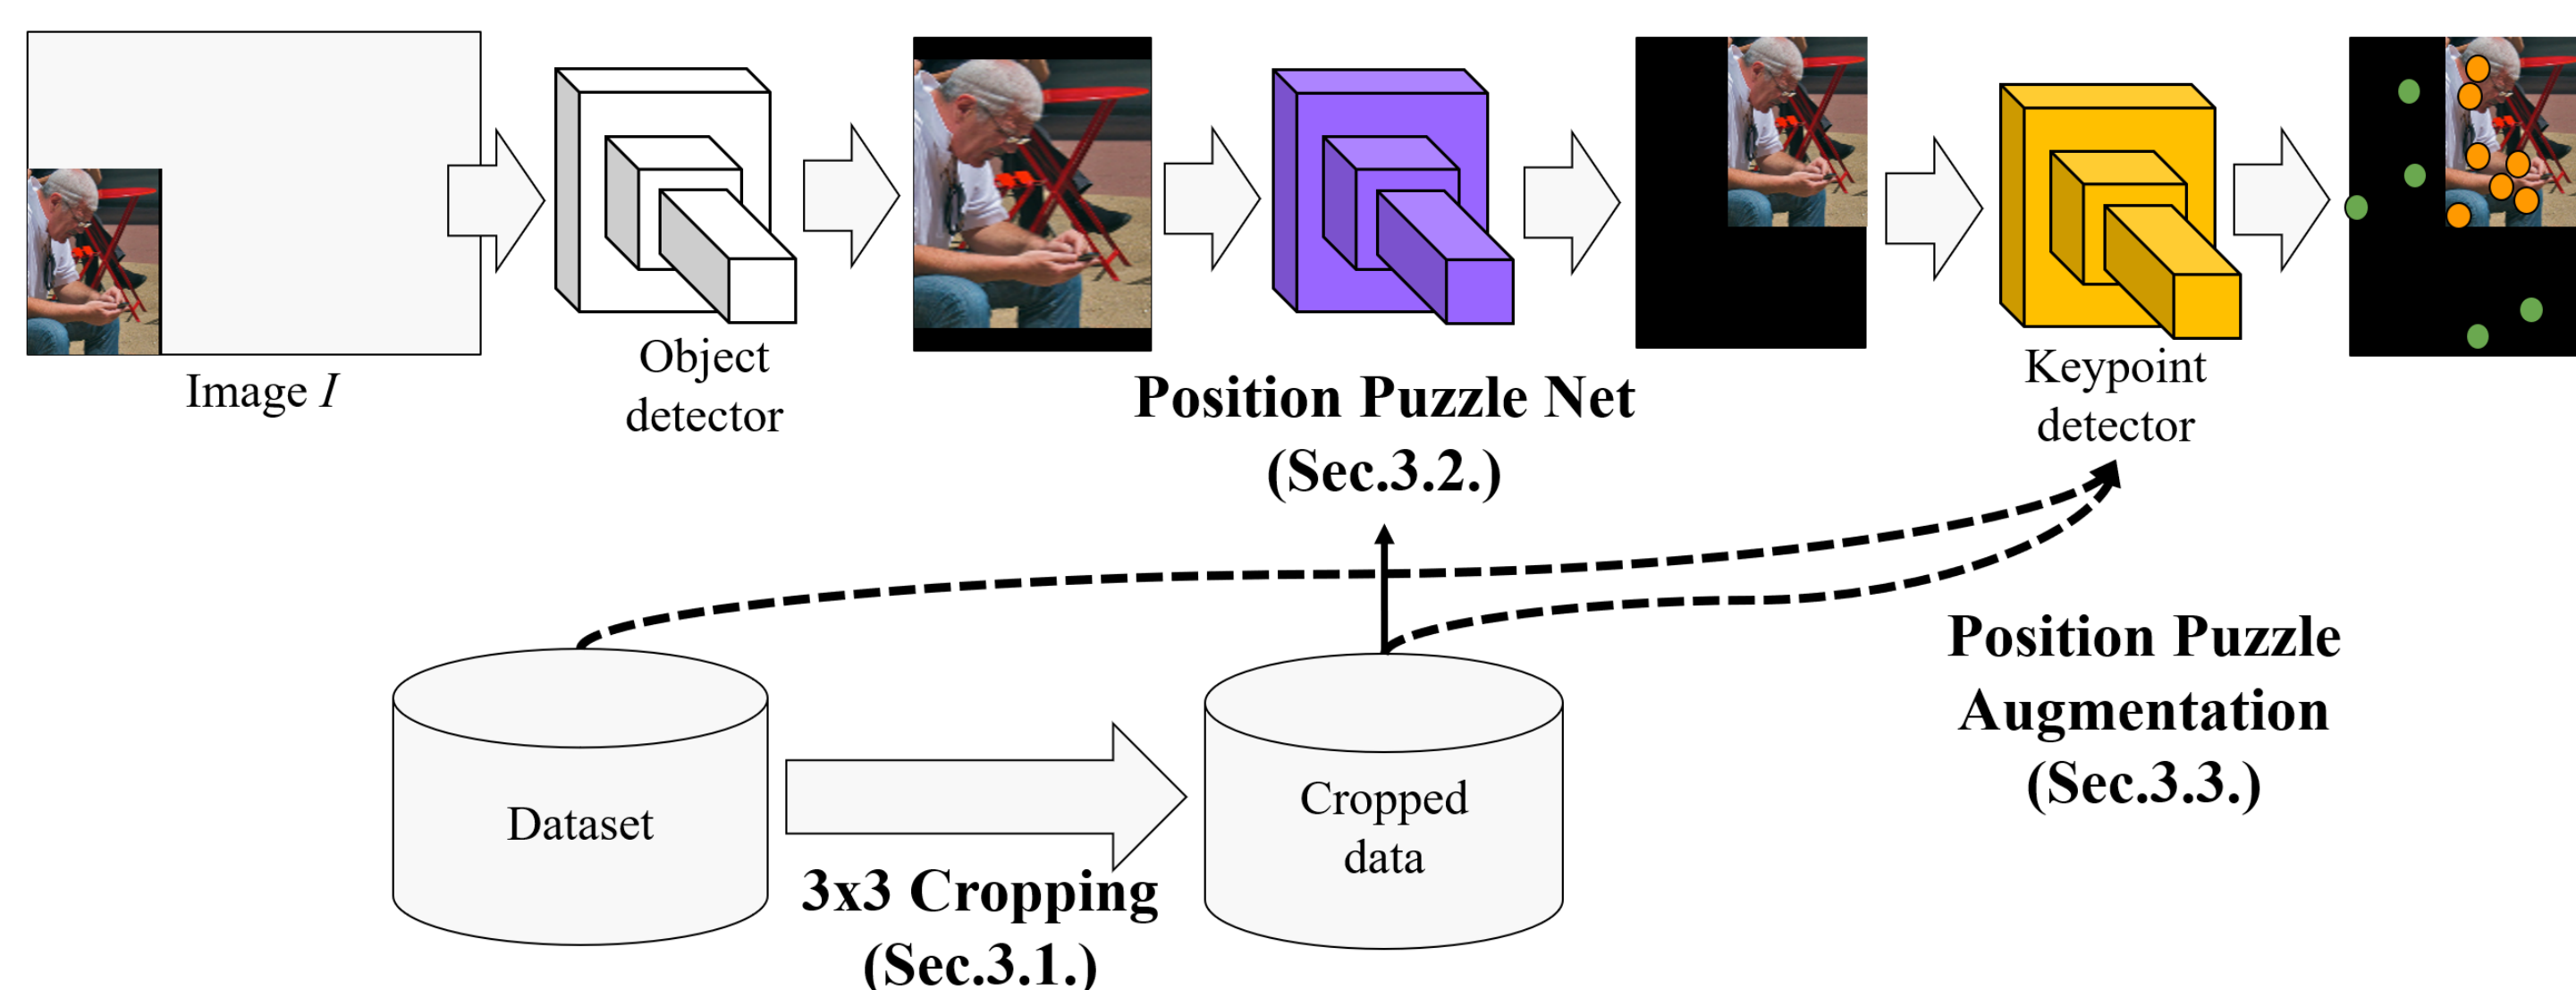 Image I
Object
detector
Position Puzzle Net
(Sec.3.2.)
Keypoint
detector
Position Puzzle
Augmentation
(Sec.3.3.)
Dataset
3x3 Cropping
(Sec.3.1.)
Cropped
data